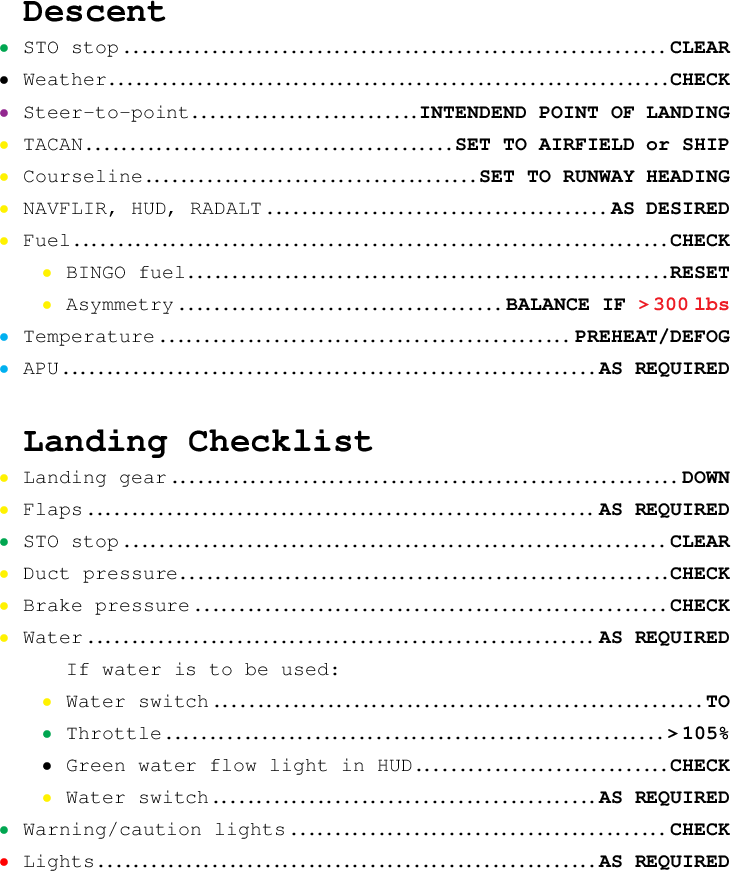 Descent
• STO stop ............................................................... CLEAR
• Weather................................................................. CHECK
• Steer-to-point.......................... INTENDEND POINT OF LANDING
• TACAN........................................... SET TO AIRFIELD or SHIP
• Courseline...................................... SET TO RUNWAY HEADING
• NAVFLIR, HUD, RADALT ....................................... AS DESIRED
• Fuel..................................................................... CHECK
• BINGO fuel........................................................ RESET
• Asymmetry ...................................... BALANCE IF >300 lbs
• Temperature ............................................... PREHEAT/DEFOG
• APU.............................................................. AS REQUIRED
Landing Checklist
• Landing gear ........................................................... DOWN
• Flaps ........................................................... AS REQUIRED
• STO stop ............................................................... CLEAR
• Duct pressure......................................................... CHECK
• Brake pressure ....................................................... CHECK
• Water ........................................................... AS REQUIRED
If water is to be used:
• Water switch ......................................................... TO
• Throttle .......................................................... >105%
• Green water flow light in HUD............................. CHECK
• Water switch............................................. AS REQUIRED
• Warning/caution lights ............................................ CHECK
• Lights.......................................................... AS REQUIRED